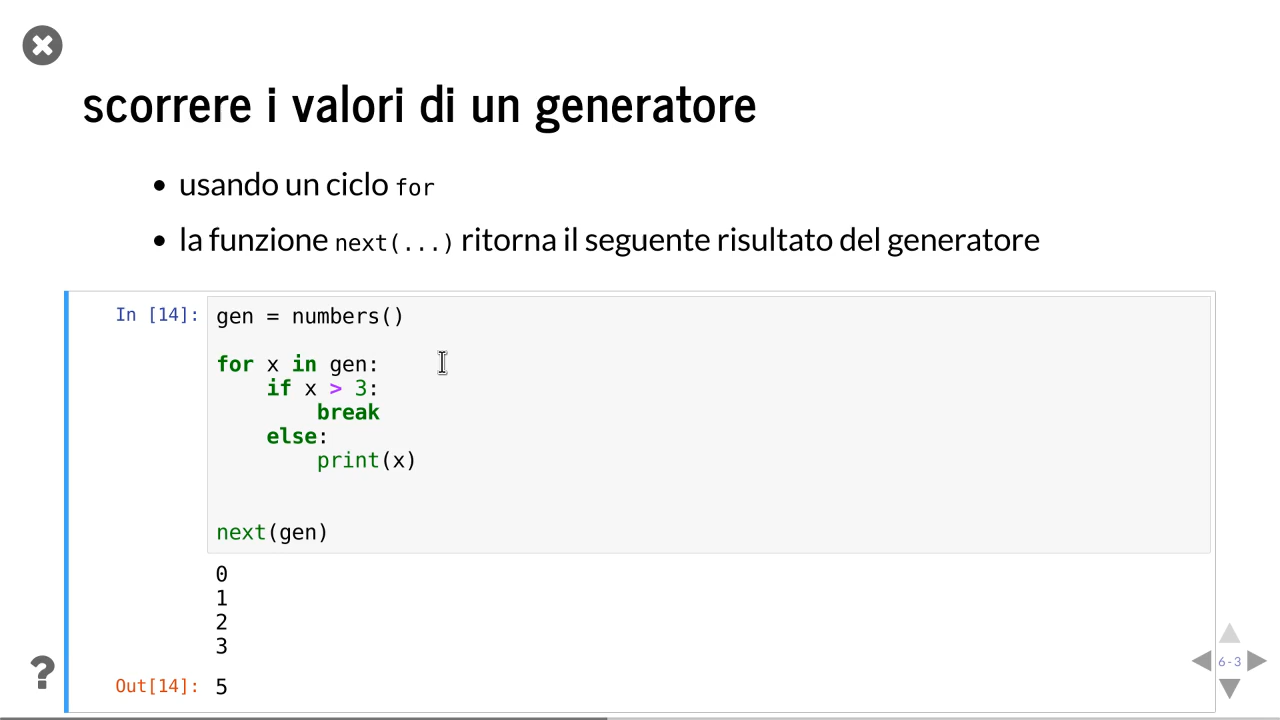 scorrere i valori di un generatore
• usando un ciclo for
• la funzione next(...) ritorna il seguente risultato del generatore
In [14]: gen = numbers()
for x in gen:
    if x > 3:
        break
    else:
        print(x)
next(gen)
0
1
2
3
Out[14]: 5
?
6-3